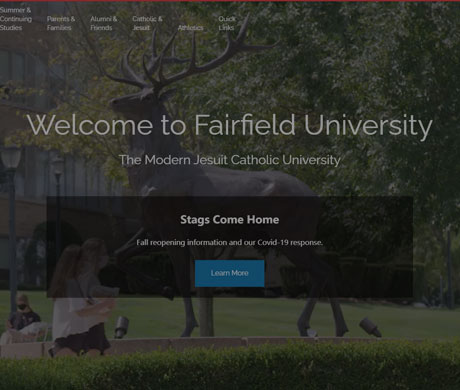 Summer &
Continuing
Studies
Parents &
Families
Alumni &
Friends
Catholic &
Jesuit
Athletics
Quick
Links
Welcome to Fairfield University
The Modern Jesuit Catholic University
Stags Come Home
Fall reopening information and our Covid-19 response.
Learn More